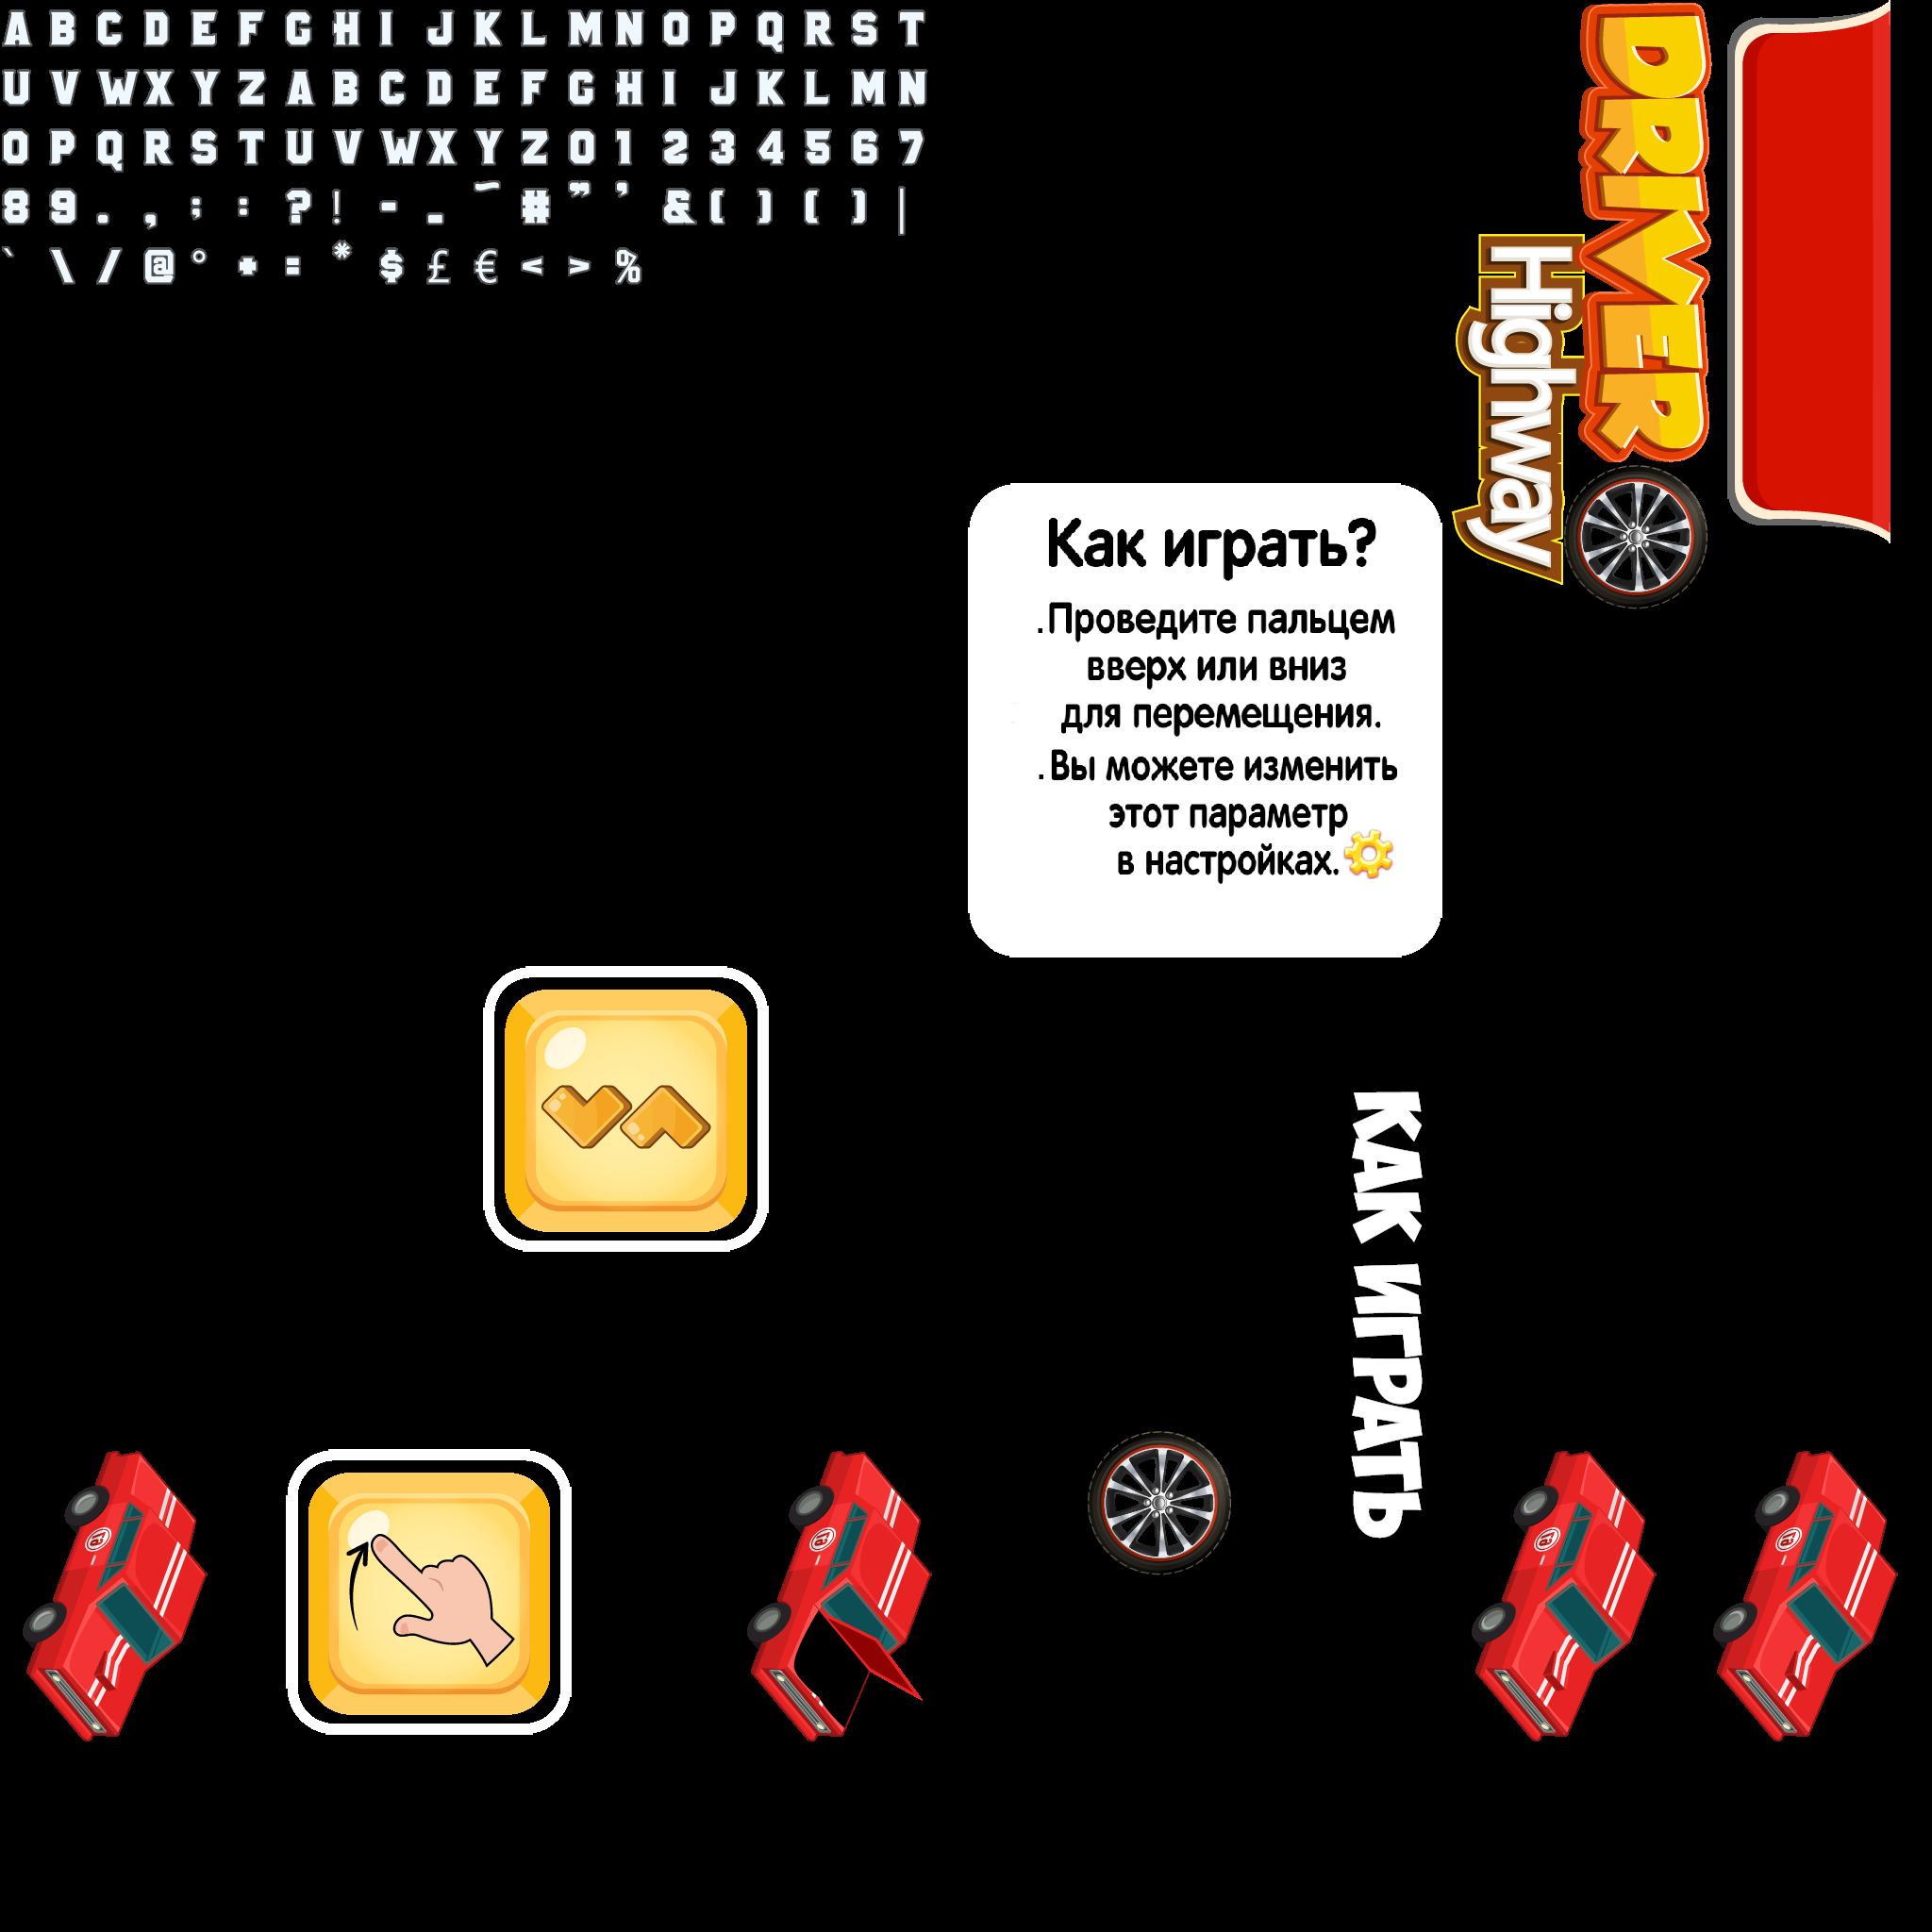 A B C D E F G H I J K L M N O P Q R S T
U V W X Y Z A B C D E F G H I J K L M N
O P Q R S T U V W X Y Z 0 1 2 3 4 5 6 7
8 9 . , ; : ? ! - _ ~ # " ' & ( ) [ ] |
` \ / @ ° + = * $ £ € < > %
DRIVER
Highway
Как играть?
.Проведите пальцем
вверх или вниз
для перемещения.
.Вы можете изменить
этот параметр
в настройках.
КАК ИГРАТЬ